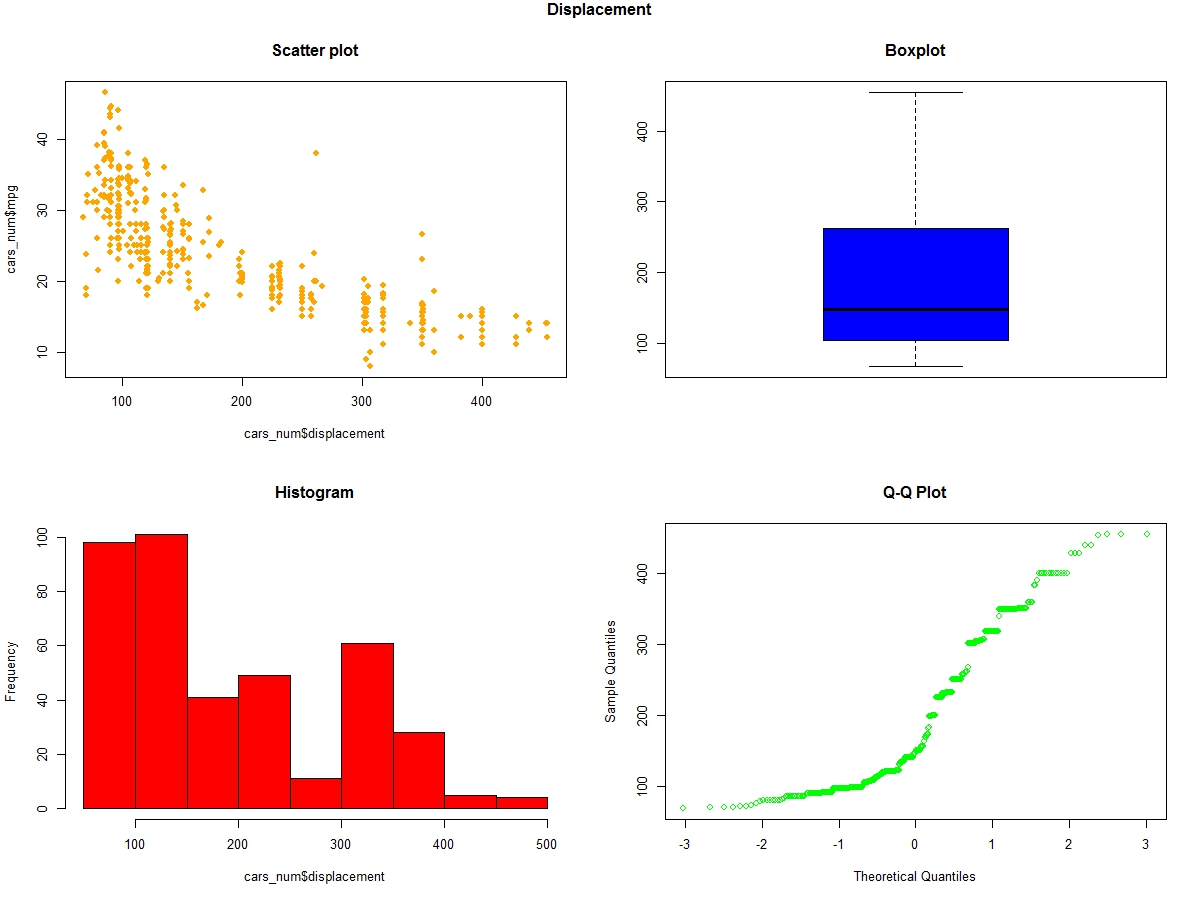 Displacement
Scatter plot
cars_num$mpg
10 20 30 40
100 200 300 400
cars_num$displacement
Boxplot
100 200 300 400
Histogram
Frequency
0 20 40 60 80 100
100 200 300 400 500
cars_num$displacement
Q-Q Plot
Sample Quantiles
100 200 300 400
-3 -2 -1 0 1 2 3
Theoretical Quantiles